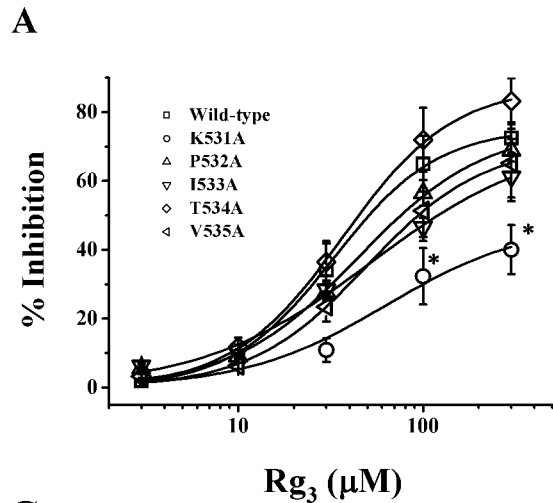 A
80
60
40
20
0
% Inhibition
Wild-type
K531A
P532A
I533A
T534A
V535A
*
*
10
100
Rg3 (μM)